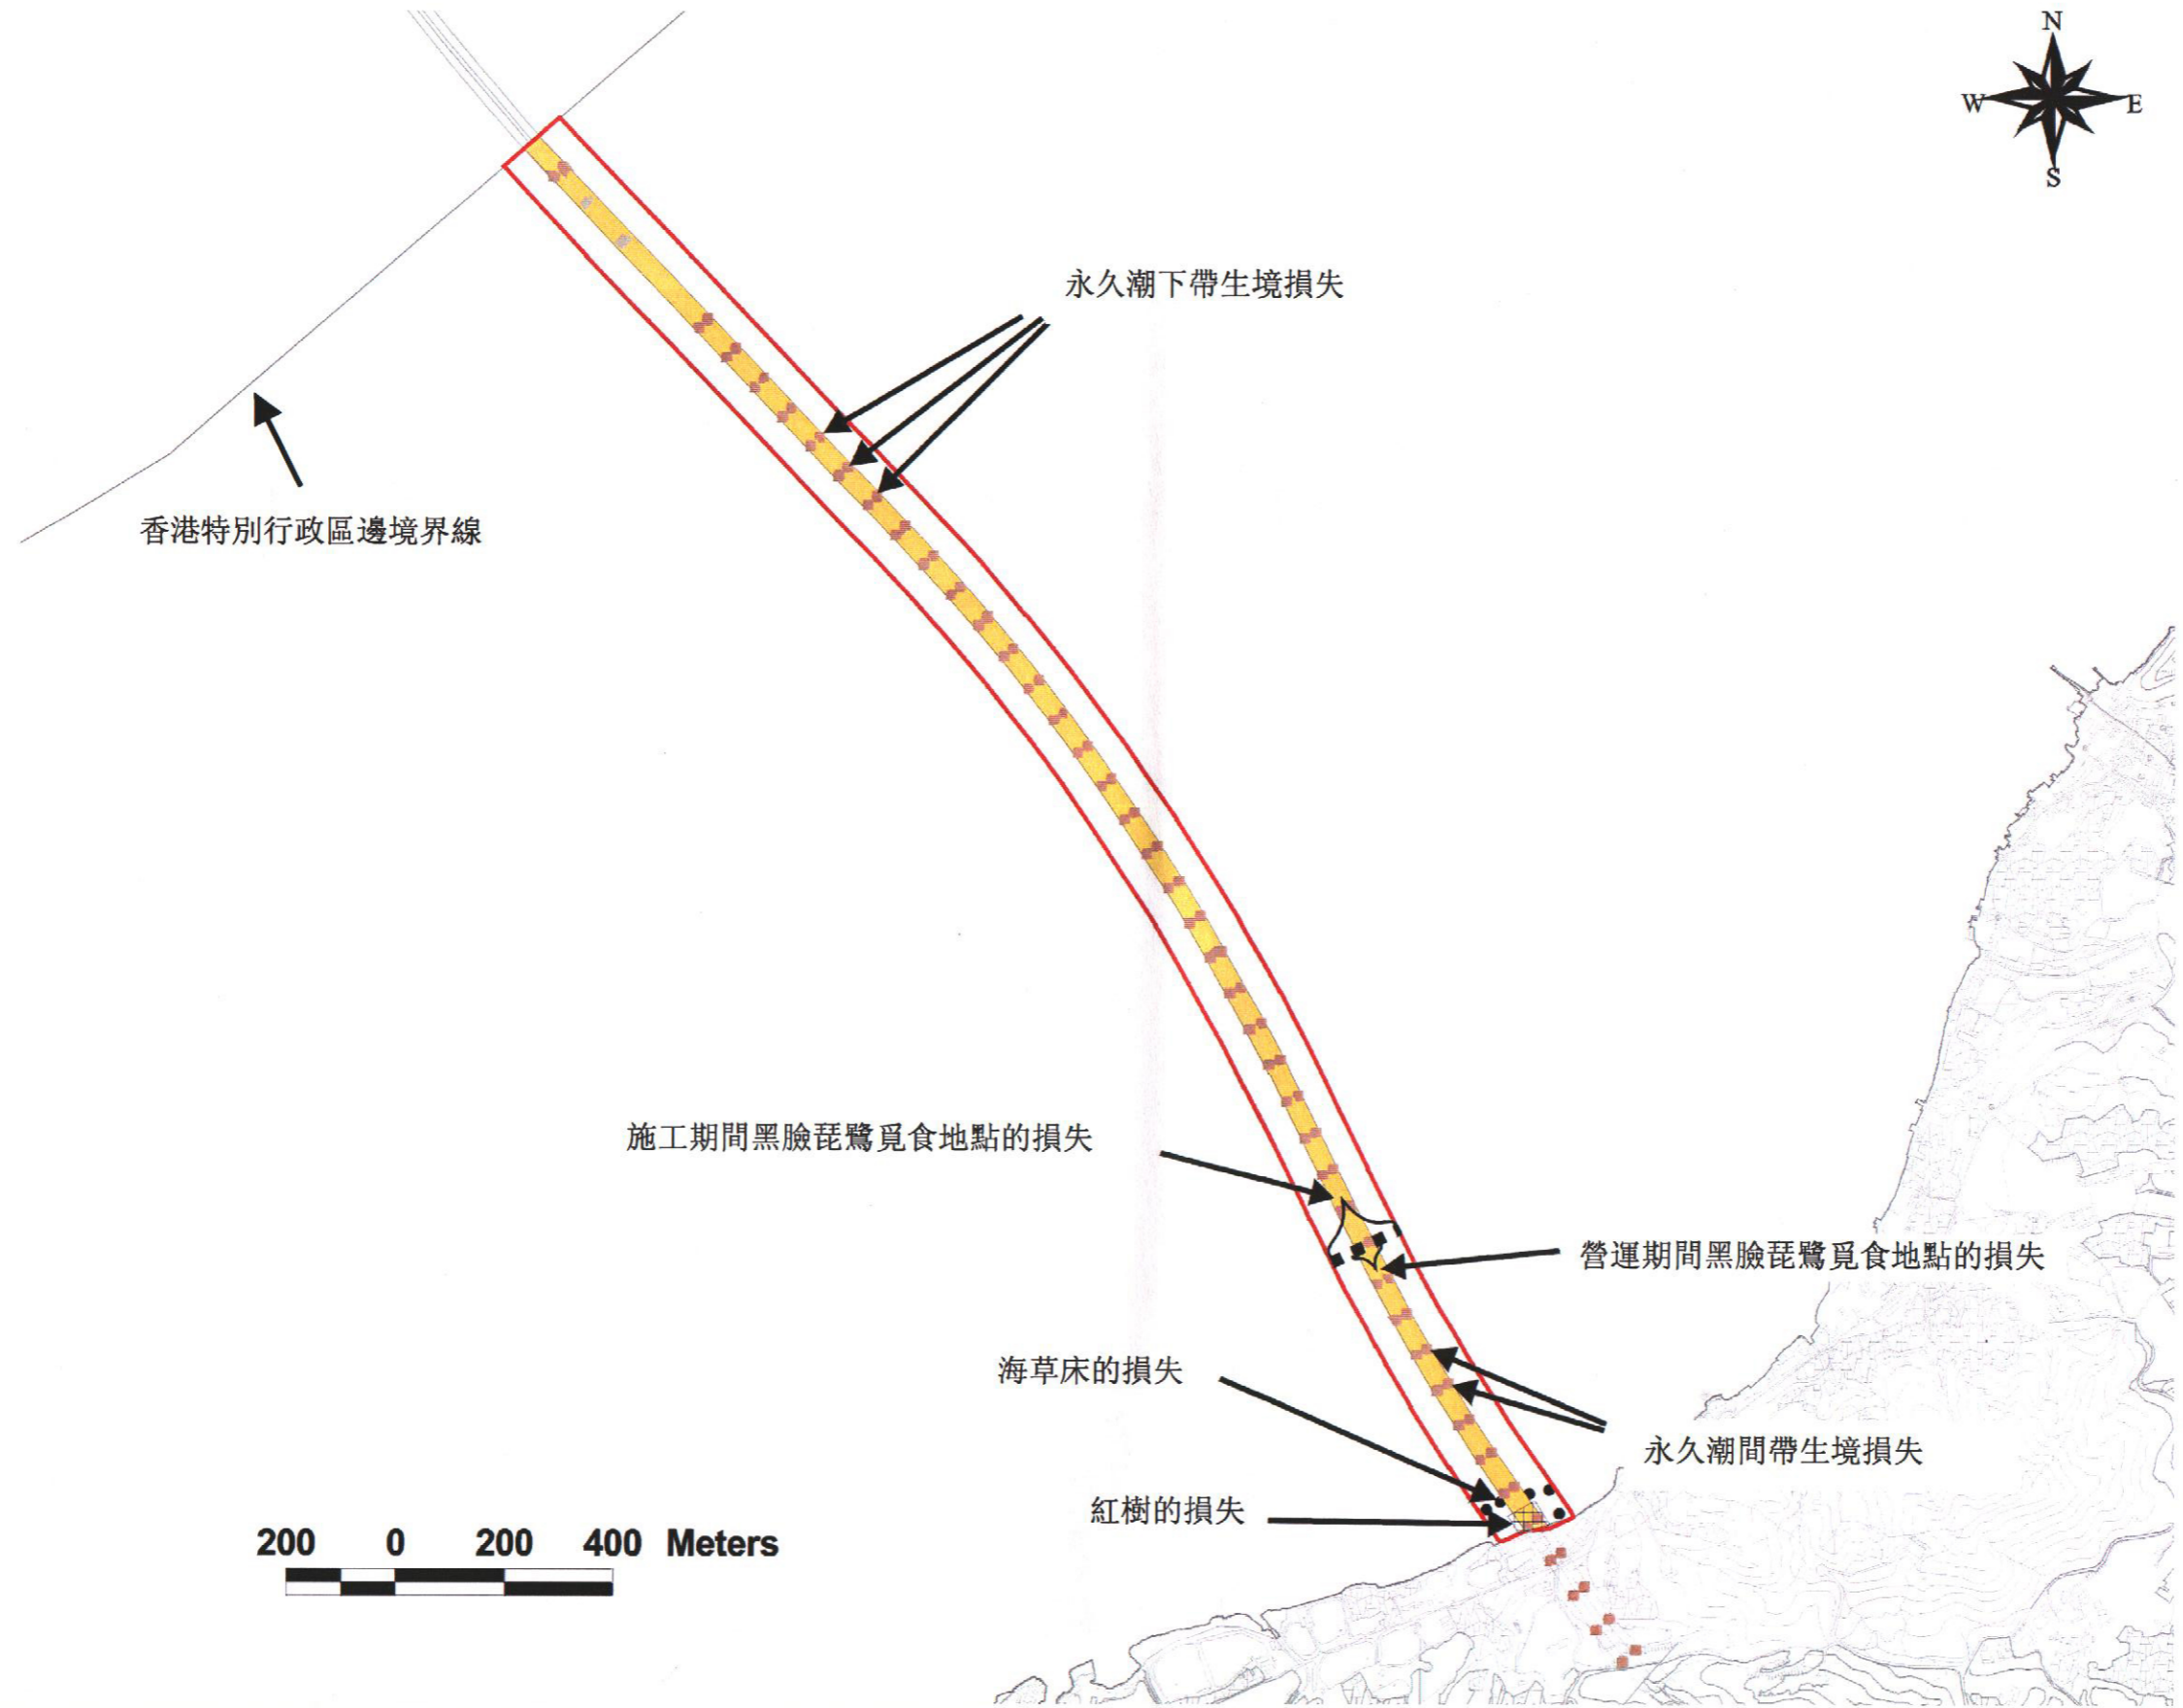 N
W E
S
永久潮下帶生境損失
香港特別行政區邊境界線
施工期間黑臉琵鷺覓食地點的損失
營運期間黑臉琵鷺覓食地點的損失
海草床的損失
永久潮間帶生境損失
紅樹的損失
200 0 200 400 Meters